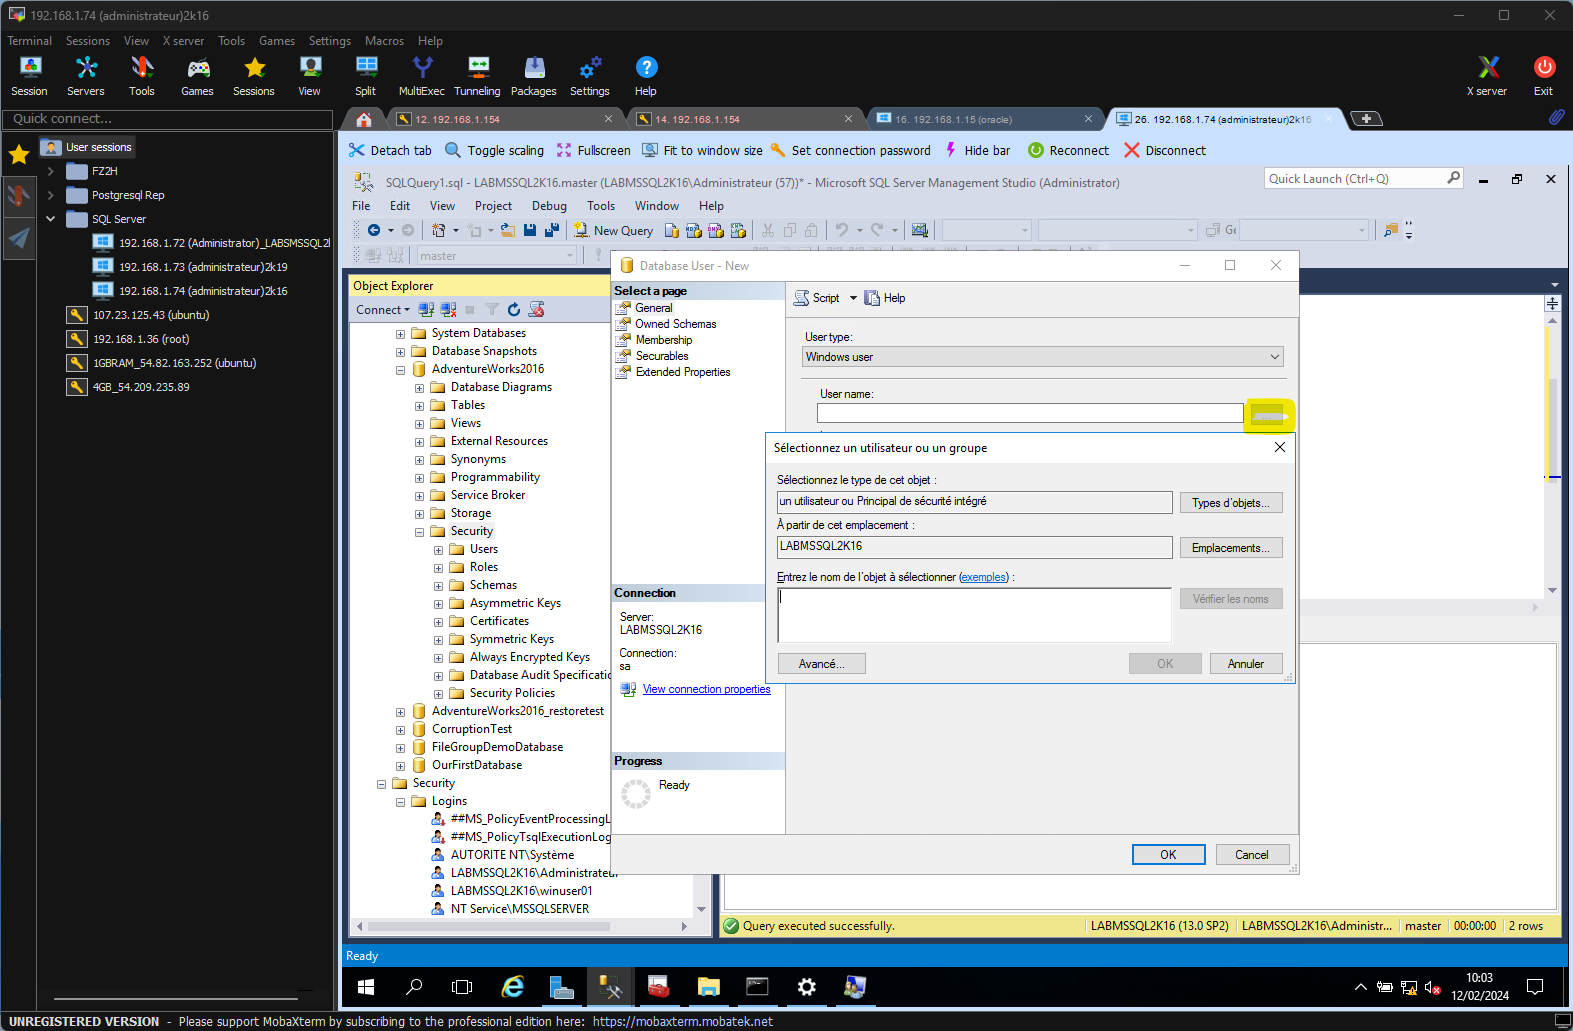 192.168.1.74 (administrateur)2k16
Terminal Sessions View X server Tools Games Settings Macros Help
Session Servers Tools Games Sessions View Split MultiExec Tunneling Packages Settings Help X server Exit
Quick connect...
12. 192.168.1.154
14. 192.168.1.154
16. 192.168.1.15 (oracle)
26. 192.168.1.74 (administrateur)2k16
User sessions
FZ2H
Postgresql Rep
SQL Server
192.168.1.72 (Administrator)_LABSMSSQL2
192.168.1.73 (administrateur)2k19
192.168.1.74 (administrateur)2k16
107.23.125.43 (ubuntu)
192.168.1.36 (root)
1GBRAM_54.82.163.252 (ubuntu)
4GB_54.209.235.89
Detach tab Toggle scaling Fullscreen Fit to window size Set connection password Hide bar Reconnect Disconnect
SQLQuery1.sql - LABMSSQL2K16.master (LABMSSQL2K16\Administrateur (57))* - Microsoft SQL Server Management Studio (Administrator)
Quick Launch (Ctrl+Q)
File Edit View Project Debug Tools Window Help
New Query
MDX DMX XMLA
Ge
master
Object Explorer
Connect
System Databases
Database Snapshots
AdventureWorks2016
Database Diagrams
Tables
Views
External Resources
Synonyms
Programmability
Service Broker
Storage
Security
Users
Roles
Schemas
Asymmetric Keys
Certificates
Symmetric Keys
Always Encrypted Keys
Database Audit Specificatio
Security Policies
AdventureWorks2016_restoretest
CorruptionTest
FileGroupDemoDatabase
OurFirstDatabase
Security
Logins
##MS_PolicyEventProcessingL
##MS_PolicyTsqlExecutionLog
AUTORITE NT\Système
LABMSSQL2K16\Administrateur
LABMSSQL2K16\winuser01
NT Service\MSSQLSERVER
Database User - New
Select a page
General
Owned Schemas
Membership
Securables
Extended Properties
Script Help
User type:
Windows user
User name:
...
Connection
Server:
LABMSSQL2K16
Connection:
sa
View connection properties
Progress
Ready
OK Cancel
Sélectionnez un utilisateur ou un groupe
Sélectionnez le type de cet objet :
un utilisateur ou Principal de sécurité intégré
Types d'objets...
À partir de cet emplacement :
LABMSSQL2K16
Emplacements...
Entrez le nom de l'objet à sélectionner (exemples) :
Vérifier les noms
Avancé... OK Annuler
Query executed successfully. LABMSSQL2K16 (13.0 SP2) LABMSSQL2K16\Administr... master 00:00:00 2 rows
Ready
10:03
12/02/2024
UNREGISTERED VERSION - Please support MobaXterm by subscribing to the professional edition here: https://mobaxterm.mobatek.net